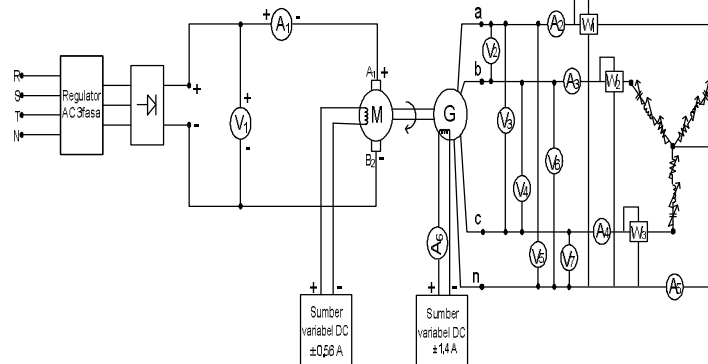 a
+ A1 -
A2
W1
V2
A1 +
b
A3
W2
R
S
T
N
Regulator
AC 3fasa
+
-
+
V1
-
M
G
V3
V4
V6
B2 -
c
A4
W3
A6
V5
V7
n
A5
+ -
+ -
Sumber
variabel DC
±0,56 A
Sumber
variabel DC
±1,4 A